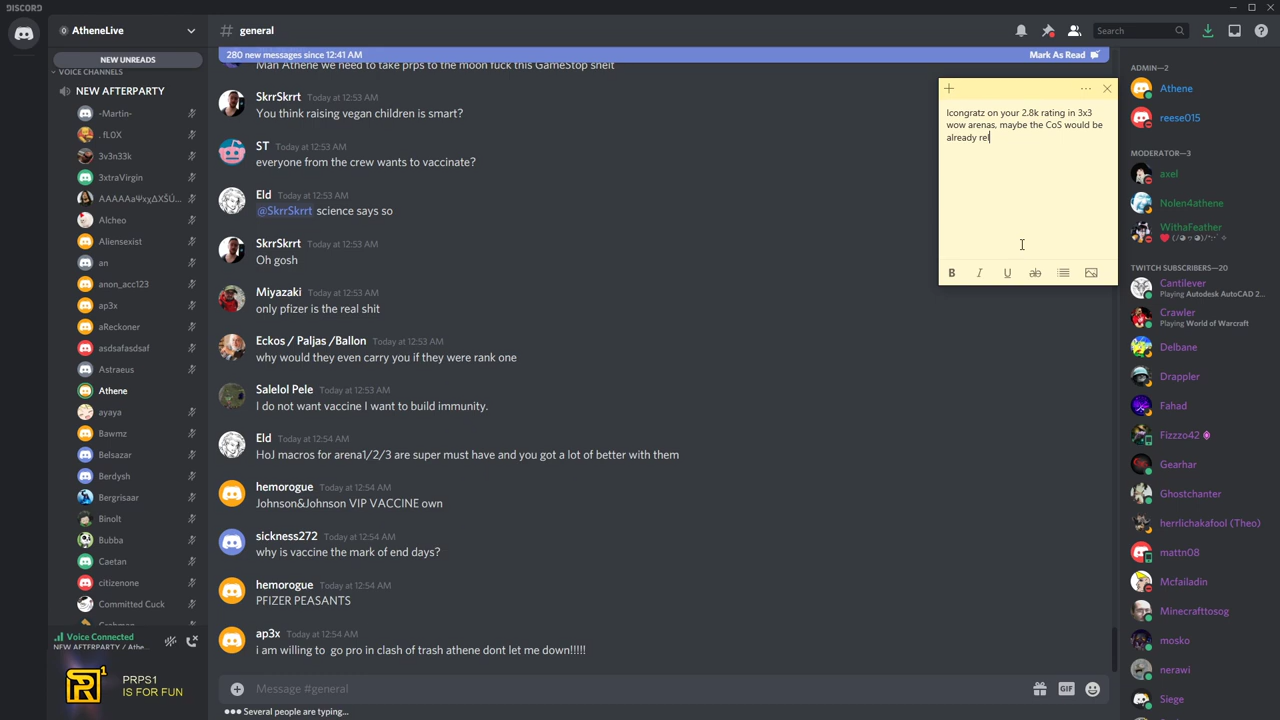 DISCORD
AtheneLive
NEW UNREADS
VOICE CHANNELS
NEW AFTERPARTY
-Martin-
. fL0X
3v3n33k
3xtraVirgin
AAAAAaΨxχΔXŠÚ...
Alcheo
Aliensexist
an
anon_acc123
ap3x
aReckoner
asdsafasdsaf
Astraeus
Athene
ayaya
Bawmz
Belsazar
Berdysh
Bergrisaar
Binolt
Bubba
Caetan
citizenone
Committed Cuck
Voice Connected
NEW AFTERPARTY / Athe...
PRPS1
IS FOR FUN
# general
Search
280 new messages since 12:41 AM
Mark As Read
Man Athene we need to take prps to the moon fuck this GameStop shelt
SkrrSkrrt Today at 12:53 AM
You think raising vegan children is smart?
ST Today at 12:53 AM
everyone from the crew wants to vaccinate?
Eld Today at 12:53 AM
@SkrrSkrrt science says so
SkrrSkrrt Today at 12:53 AM
Oh gosh
Miyazaki Today at 12:53 AM
only pfizer is the real shit
Eckos / Paljas /Ballon Today at 12:53 AM
why would they even carry you if they were rank one
Salelol Pele Today at 12:53 AM
I do not want vaccine I want to build immunity.
Eld Today at 12:54 AM
HoJ macros for arena1/2/3 are super must have and you got a lot of better with them
hemorogue Today at 12:54 AM
Johnson&Johnson VIP VACCINE own
sickness272 Today at 12:54 AM
why is vaccine the mark of end days?
hemorogue Today at 12:54 AM
PFIZER PEASANTS
ap3x Today at 12:54 AM
i am willing to go pro in clash of trash athene dont let me down!!!!!
Message #general
GIF
Several people are typing...
Icongratz on your 2.8k rating in 3x3
wow arenas, maybe the CoS would be
already rel
B I U ab
ADMIN—2
Athene
reese015
MODERATOR—3
axel
Nolen4athene
WithaFeather
TWITCH SUBSCRIBERS—20
Cantilever
Playing Autodesk AutoCAD 2...
Crawler
Playing World of Warcraft
Delbane
Drappler
Fahad
Fizzzo42
Gearhar
Ghostchanter
herrlichakafool (Theo)
mattn08
Mcfailadin
Minecrafttosog
mosko
nerawi
Siege